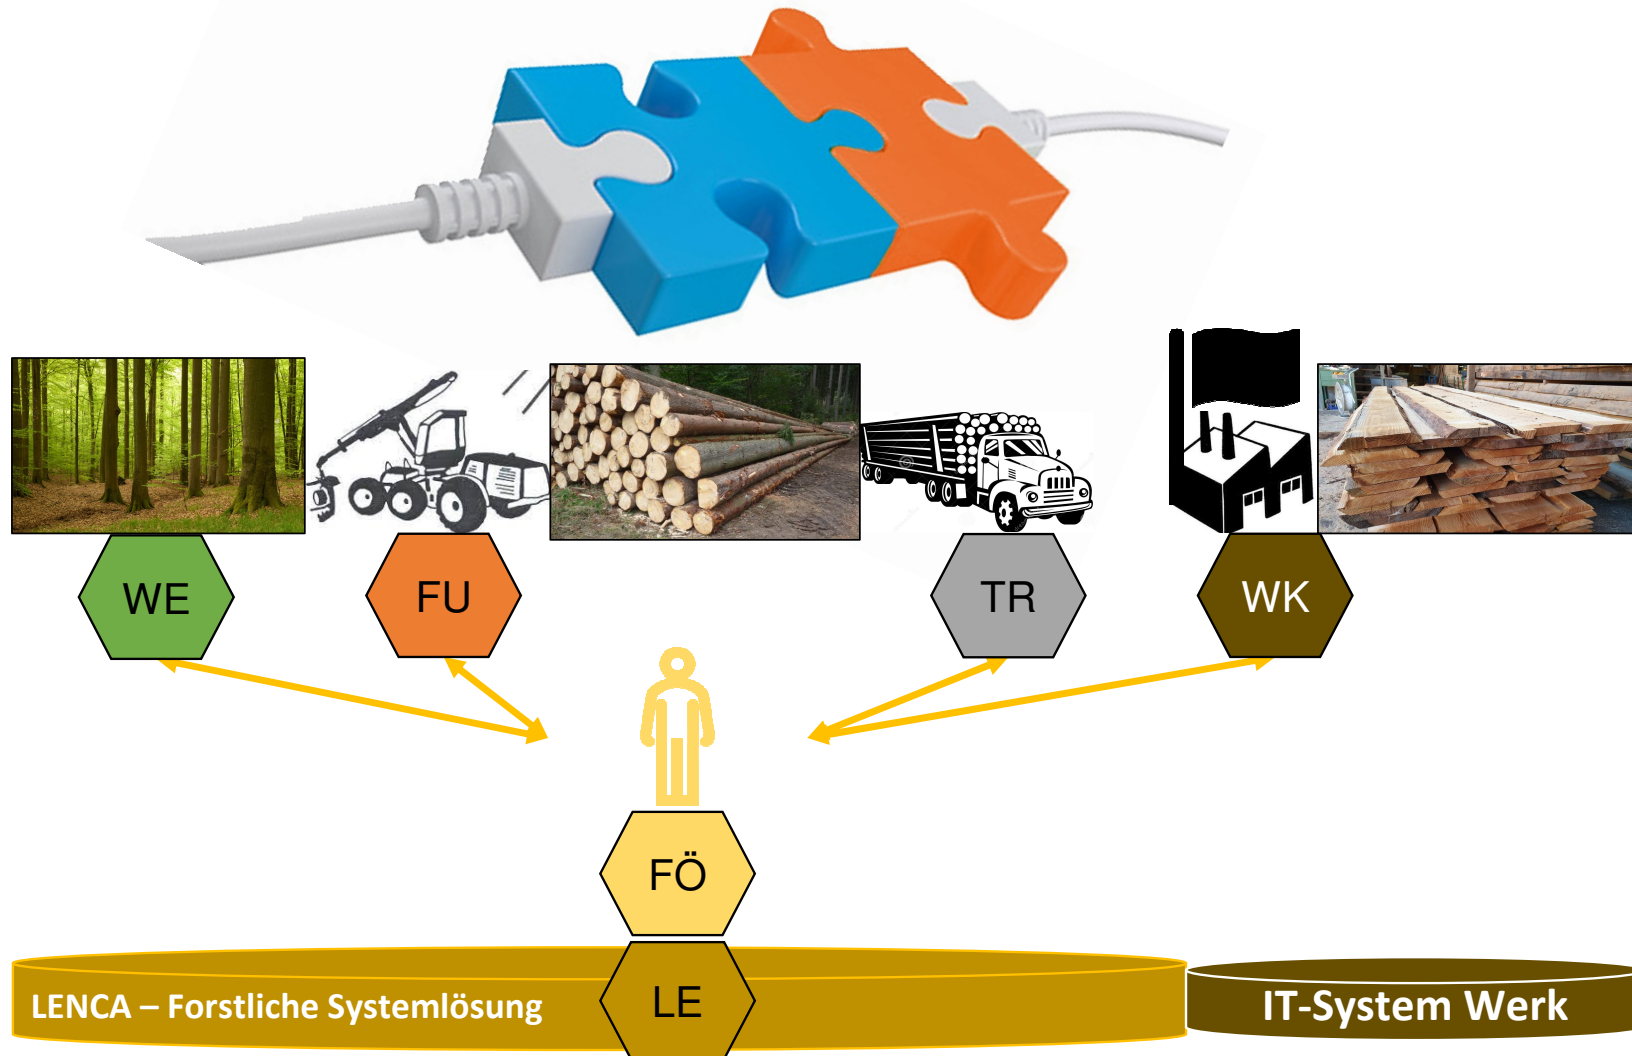 WE
FU
TR
WK
FÖ
LENCA – Forstliche Systemlösung
LE
IT-System Werk